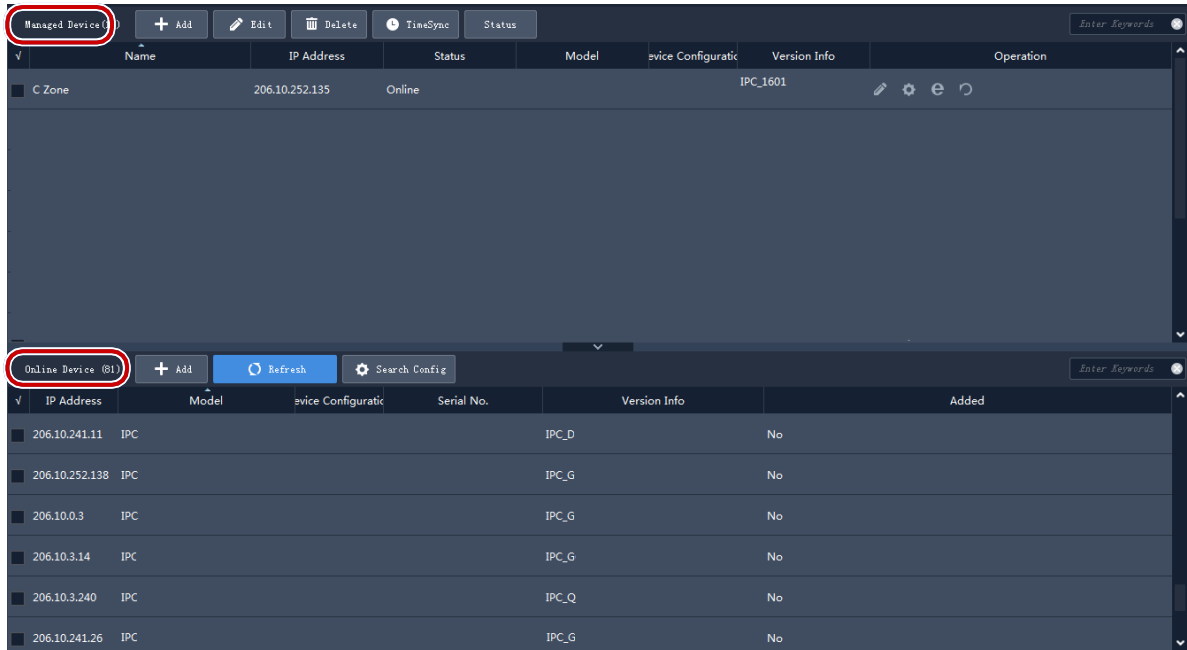 Managed Device( ) Add Edit Delete TimeSync Status Enter Keywords
√ Name IP Address Status Model evice Configuratic Version Info Operation
C Zone 206.10.252.135 Online IPC_1601
Online Device (81) Add Refresh Search Config Enter Keywords
√ IP Address Model evice Configuratic Serial No. Version Info Added
206.10.241.11 IPC IPC_D No
206.10.252.138 IPC IPC_G No
206.10.0.3 IPC IPC_G No
206.10.3.14 IPC IPC_G No
206.10.3.240 IPC IPC_Q No
206.10.241.26 IPC IPC_G No